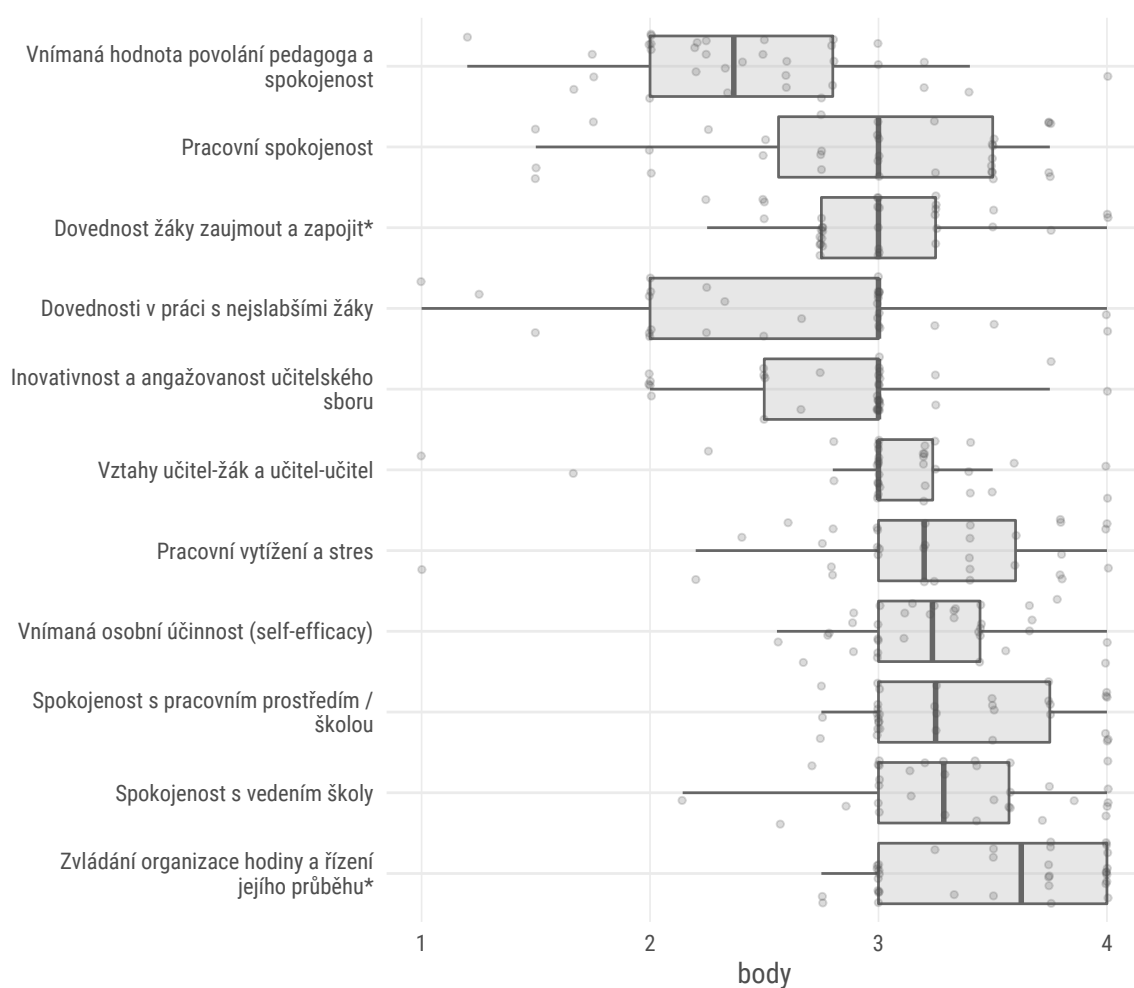 Vnímaná hodnota povolání pedagoga a
spokojenost
Pracovní spokojenost
Dovednost žáky zaujmout a zapojit*
Dovednosti v práci s nejslabšími žáky
Inovativnost a angažovanost učitelského
sboru
Vztahy učitel-žák a učitel-učitel
Pracovní vytížení a stres
Vnímaná osobní účinnost (self-efficacy)
Spokojenost s pracovním prostředím /
školou
Spokojenost s vedením školy
Zvládání organizace hodiny a řízení
jejího průběhu*
1 2 3 4
body